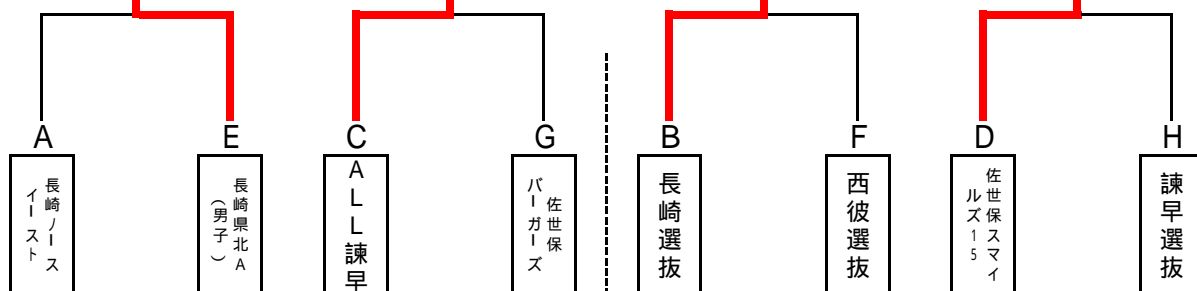 A
E
C
G
B
F
D
H
長崎ノース
イースト
長崎県北A
(男子)
ALL諫早
佐世保
バーガーズ
長崎選抜
西彼選抜
佐世保スマイ
ルズ15
諫早選抜